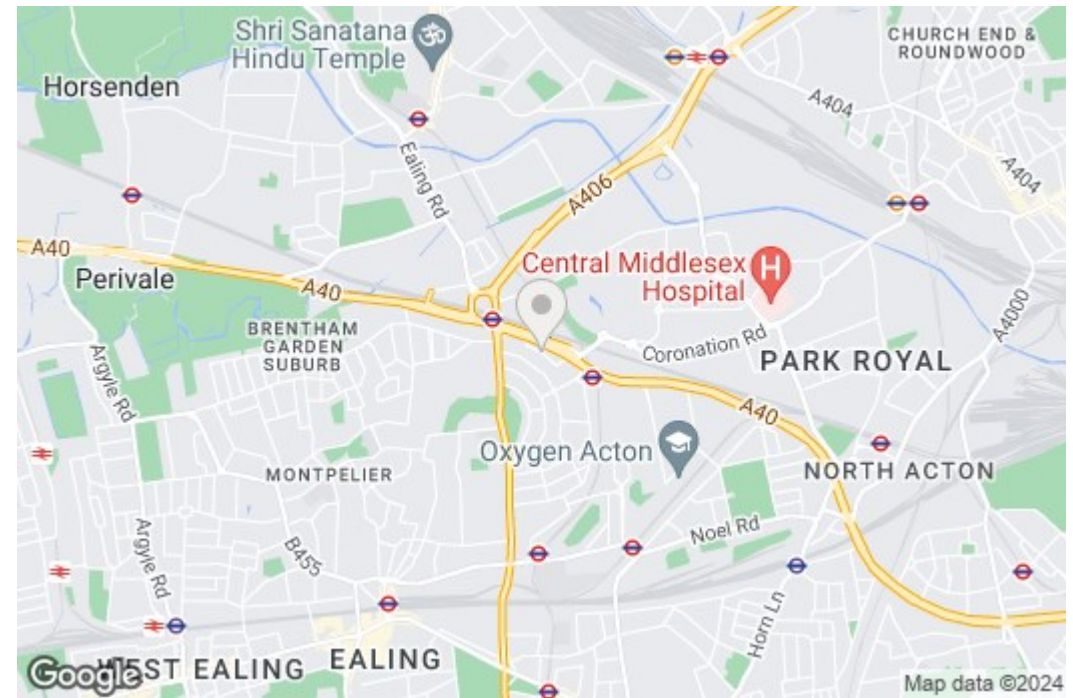 Shri Sanatana
Hindu Temple
CHURCH END &
ROUNDWOOD
Horsenden
A404
Ealing Rd
A406
A404
A40
Perivale
A40
Central Middlesex
Hospital
H
BRENTHAM
GARDEN
SUBURB
A4000
Coronation Rd
PARK ROYAL
Argyle Rd
A40
Oxygen Acton
MONTPELIER
NORTH ACTON
Noel Rd
Argyle Rd
B455
Horn Ln
WEST EALING
EALING
Google
Map data ©2024